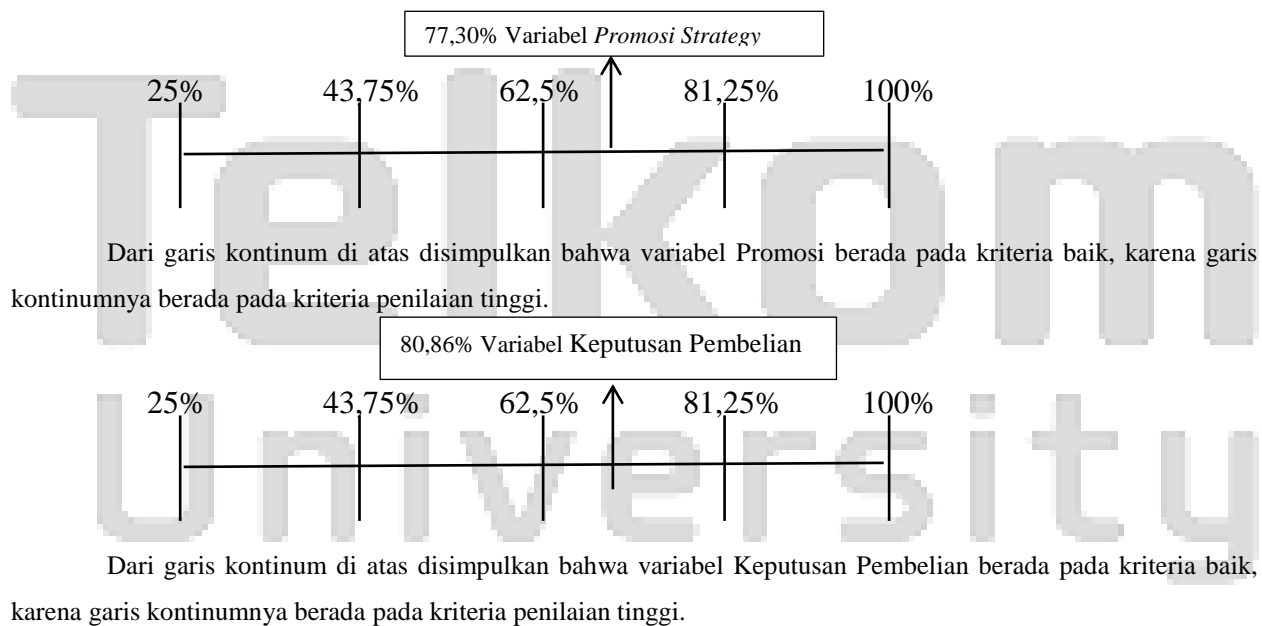 77,30% Variabel Promosi Strategy
25% 43,75% 62,5% 81,25% 100%
Dari garis kontinum di atas disimpulkan bahwa variabel Promosi berada pada kriteria baik, karena garis
kontinumnya berada pada kriteria penilaian tinggi.
80,86% Variabel Keputusan Pembelian
25% 43,75% 62,5% 81,25% 100%
Dari garis kontinum di atas disimpulkan bahwa variabel Keputusan Pembelian berada pada kriteria baik,
karena garis kontinumnya berada pada kriteria penilaian tinggi.
Telkom
University